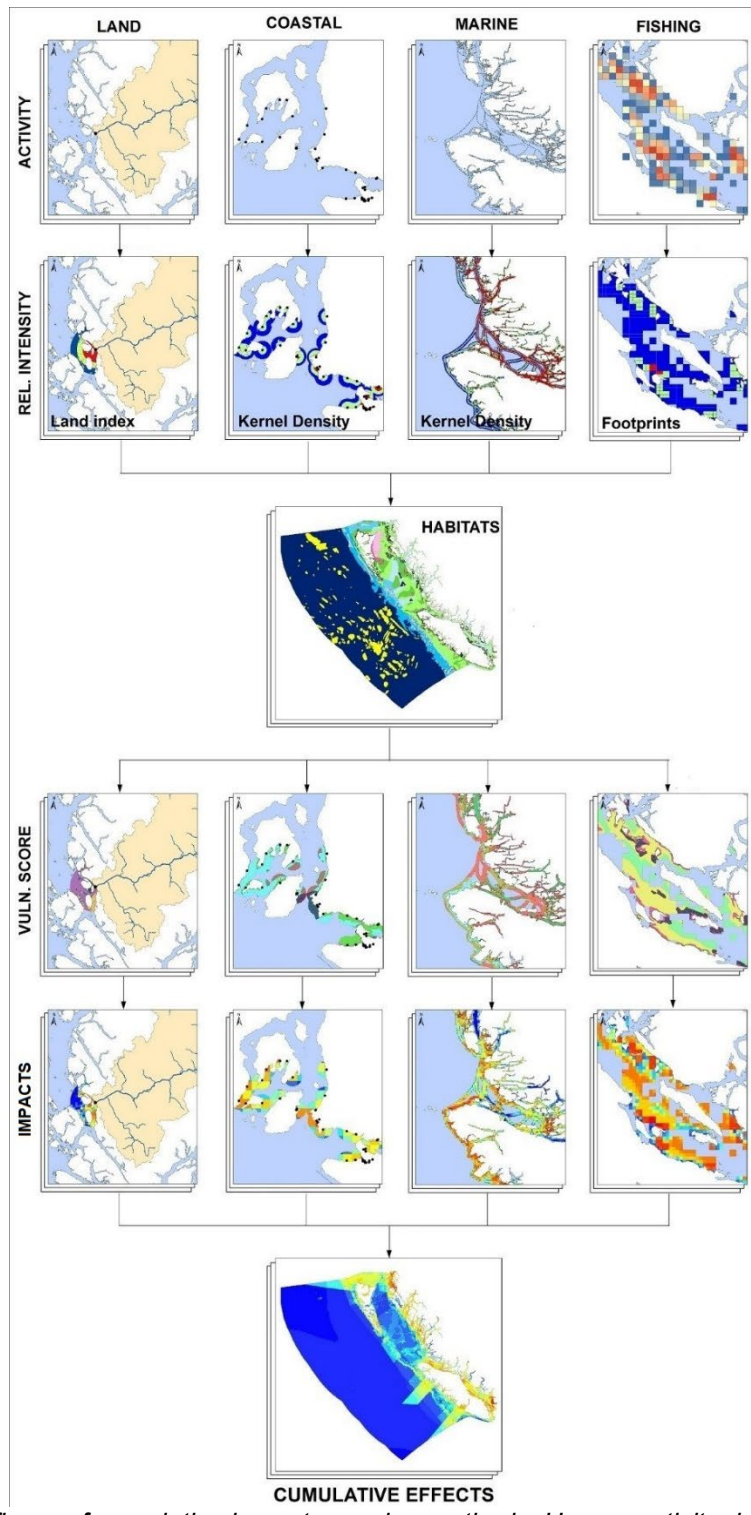 LAND COASTAL MARINE FISHING
ACTIVITY
REL. INTENSITY
Land index Kernel Density Kernel Density Footprints
HABITATS
VULN. SCORE
IMPACTS
CUMULATIVE EFFECTS